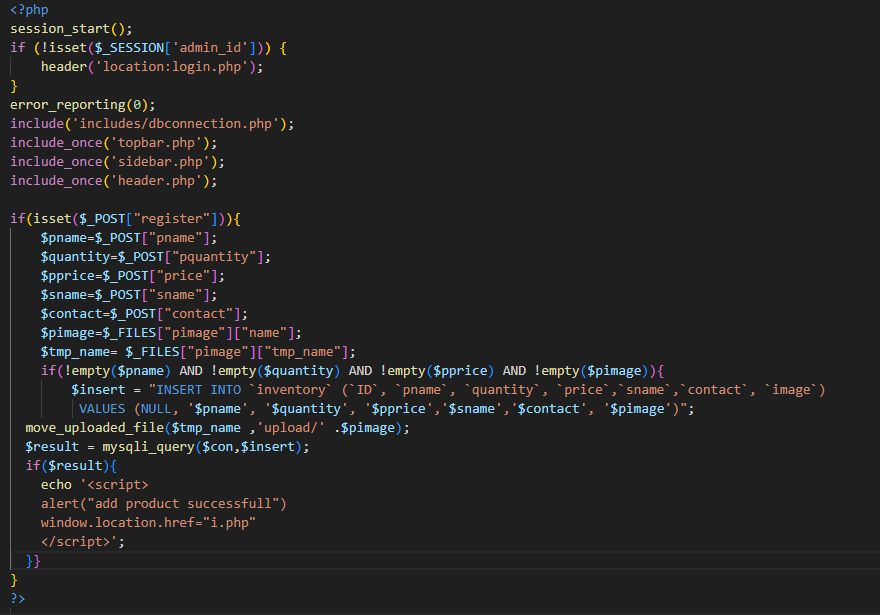 <?php
session_start();
if (!isset($_SESSION['admin_id'])) {
    header('location:login.php');
}
error_reporting(0);
include('includes/dbconnection.php');
include_once('topbar.php');
include_once('sidebar.php');
include_once('header.php');

if(isset($_POST["register"])){
    $pname=$_POST["pname"];
    $quantity=$_POST["pquantity"];
    $pprice=$_POST["price"];
    $sname=$_POST["sname"];
    $contact=$_POST["contact"];
    $pimage=$_FILES["pimage"]["name"];
    $tmp_name= $_FILES["pimage"]["tmp_name"];
    if(!empty($pname) AND !empty($quantity) AND !empty($pprice) AND !empty($pimage)){
        $insert = "INSERT INTO `inventory` (`ID`, `pname`, `quantity`, `price`,`sname`,`contact`, `image`)
         VALUES (NULL, '$pname', '$quantity', '$pprice','$sname','$contact', '$pimage')";
  move_uploaded_file($tmp_name ,'upload/' .$pimage);
  $result = mysqli_query($con,$insert);
  if($result){
    echo '<script>
    alert("add product successfull")
    window.location.href="i.php"
    </script>';
  }}
}
?>